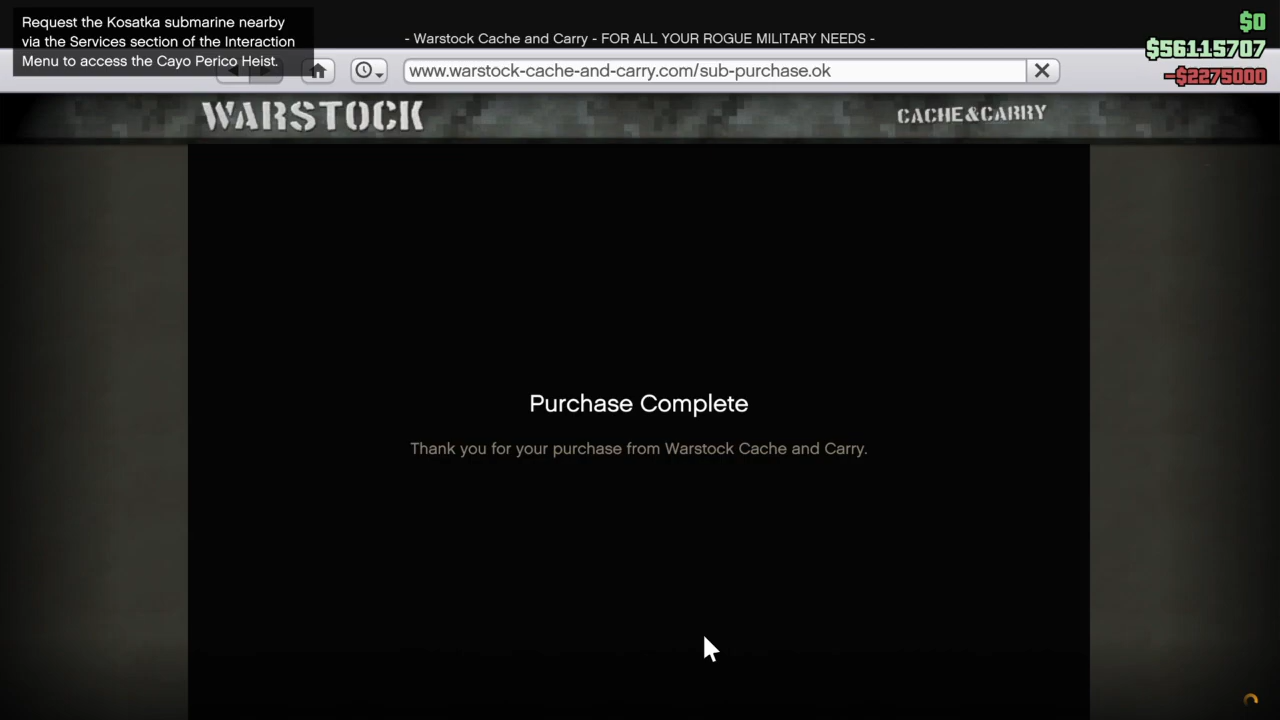 Request the Kosatka submarine nearby
via the Services section of the Interaction
Menu to access the Cayo Perico Heist.
$0
- Warstock Cache and Carry - FOR ALL YOUR ROGUE MILITARY NEEDS -
$56115707
www.warstock-cache-and-carry.com/sub-purchase.ok
-$2275000
WARSTOCK
CACHE&CARRY
Purchase Complete
Thank you for your purchase from Warstock Cache and Carry.